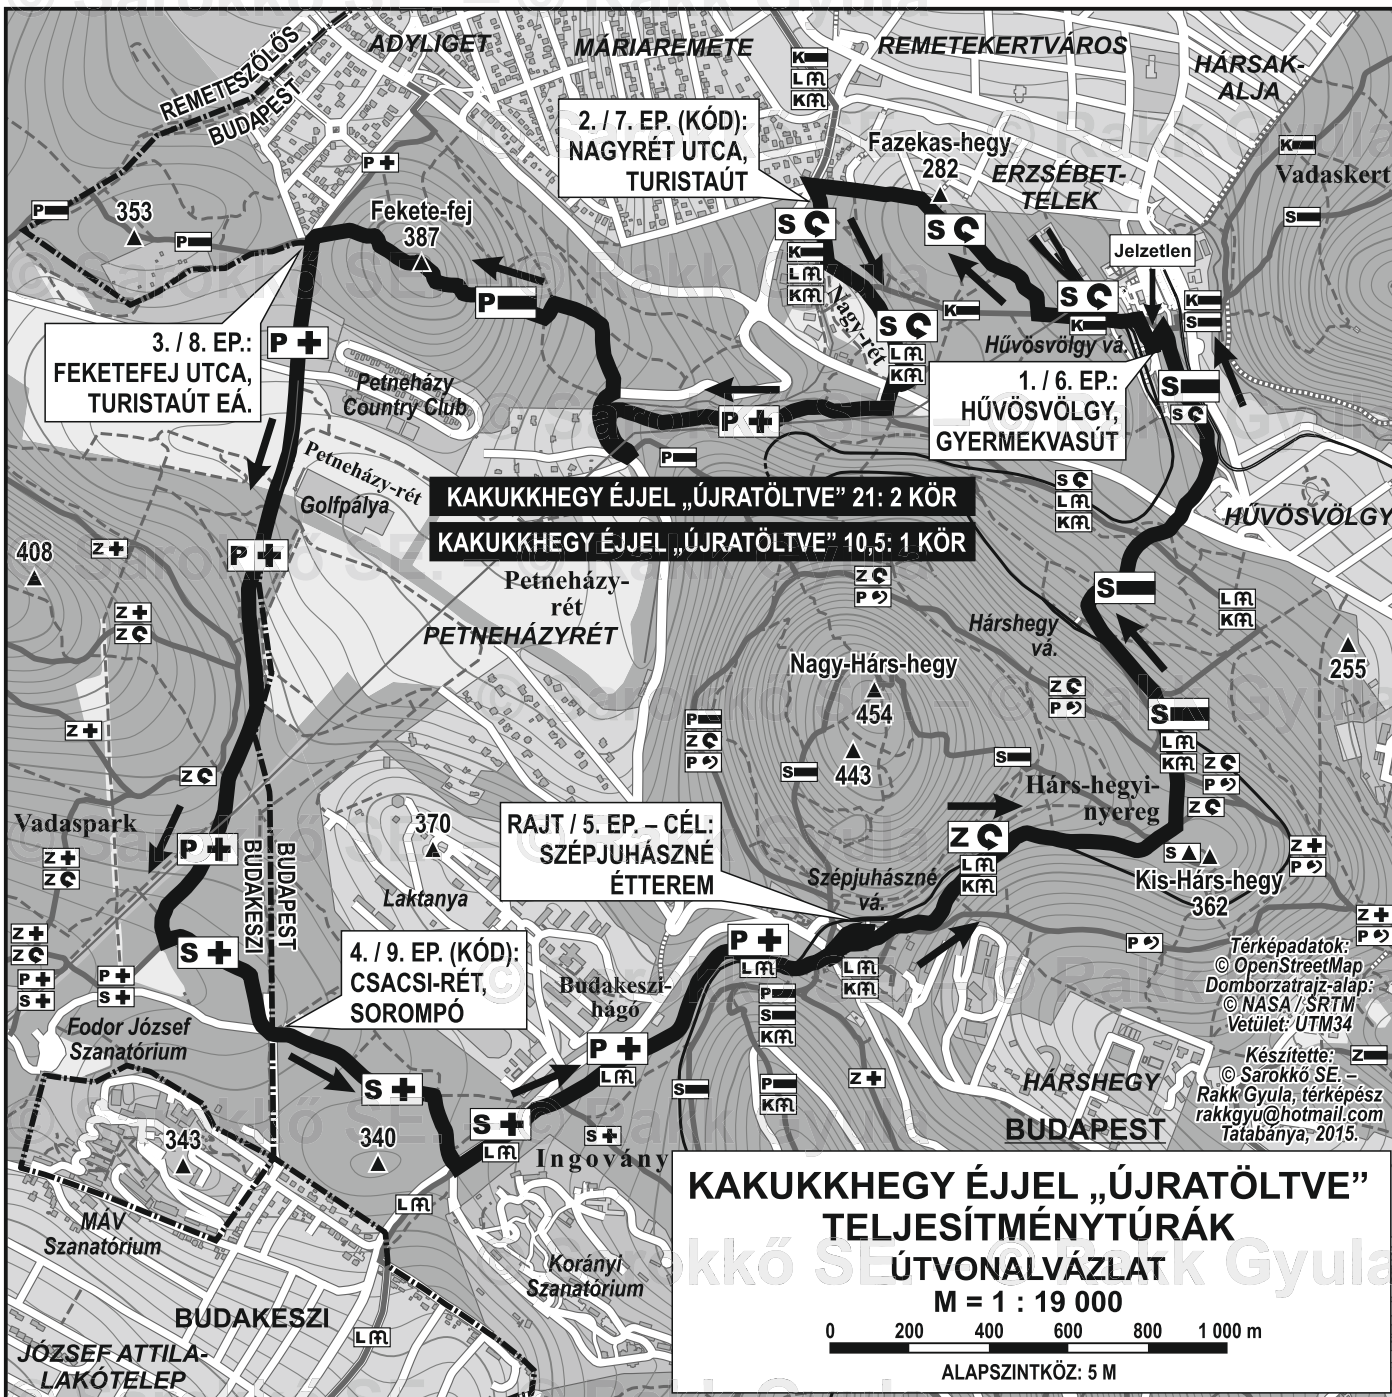 ADYLIGET
MÁRIAREMETE
REMETEKERTVÁROS
HÁRSAK-
ALJA
REMETESZŐLŐS
BUDAPEST
2. / 7. EP. (KÓD):
NAGYRÉT UTCA,
TURISTAÚT
Fazekas-hegy
282
ERZSÉBET-
TELEK
Vadaskert
353
Fekete-fej
387
Jelzetlen
3. / 8. EP.:
FEKETEFEJ UTCA,
TURISTAÚT EÁ.
Nagy-rét
Hűvösvölgy vá.
1. / 6. EP.:
HŰVÖSVÖLGY,
GYERMEKVASÚT
Petneházy
Country Club
Petneházy-rét
Golfpálya
KAKUKKHEGY ÉJJEL „ÚJRATÖLTVE” 21: 2 KÖR
KAKUKKHEGY ÉJJEL „ÚJRATÖLTVE” 10,5: 1 KÖR
HŰVÖSVÖLGY
408
Petneházy-
rét
PETNEHÁZYRÉT
Hárshegy
vá.
255
Nagy-Hárs-hegy
454
443
Hárs-hegyi-
nyereg
Vadaspark
370
Laktanya
RAJT / 5. EP. – CÉL:
SZÉPJUHÁSZNÉ
ÉTTEREM
Szépjuhászné
vá.
Kis-Hárs-hegy
362
BUDAPEST
BUDAKESZI
4. / 9. EP. (KÓD):
CSACSI-RÉT,
SOROMPÓ
Budakeszi-
hágó
Fodor József
Szanatórium
Térképadatok:
© OpenStreetMap
Domborzatrajz-alap:
© NASA / SRTM
Vetület: UTM34
Készítette:
© Sarokkő SE. –
Rakk Gyula, térképész
rakkgyu@hotmail.com
Tatabánya, 2015.
HÁRSHEGY
BUDAPEST
343
340
Ingovány
MÁV
Szanatórium
Korányi
Szanatórium
BUDAKESZI
JÓZSEF ATTILA-
LAKÓTELEP
KAKUKKHEGY ÉJJEL „ÚJRATÖLTVE”
TELJESÍTMÉNYTÚRÁK
ÚTVONALVÁZLAT
M = 1 : 19 000
0 200 400 600 800 1 000 m
ALAPSZINTKÖZ: 5 M